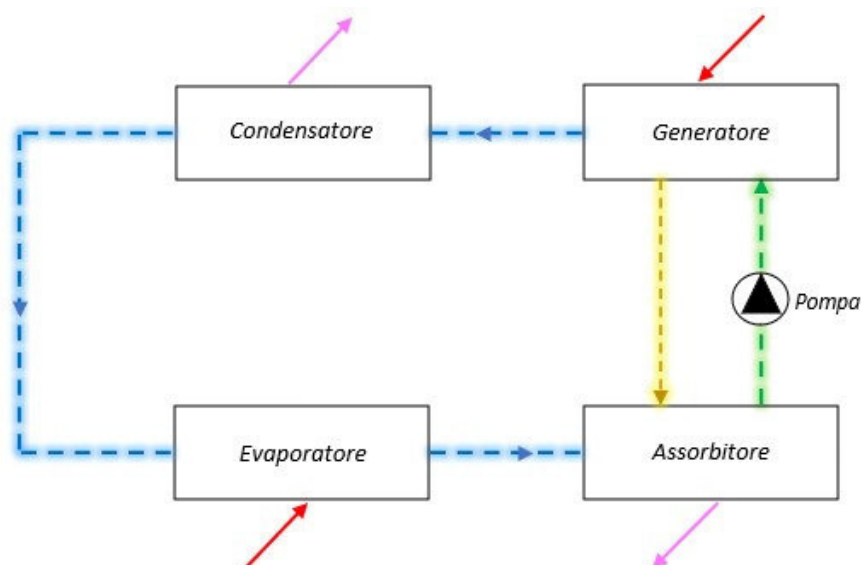 Condensatore
Generatore
Pompa
Evaporatore
Assorbitore